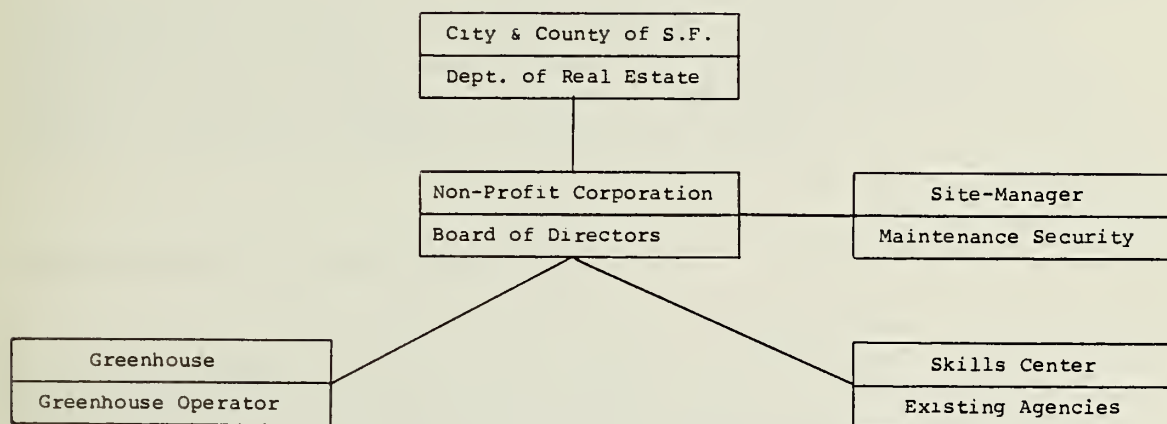 City & County of S.F.
Dept. of Real Estate
Non-Profit Corporation
Board of Directors
Site-Manager
Maintenance Security
Greenhouse
Greenhouse Operator
Skills Center
Existing Agencies